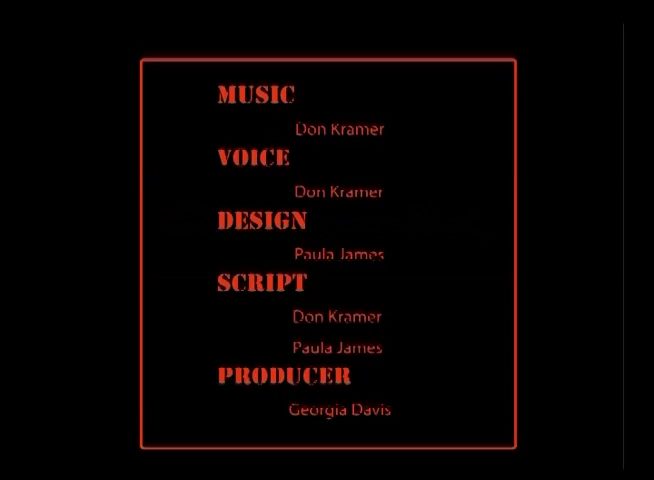 MUSIC
Don Kramer
VOICE
Don Kramer
DESIGN
Paula James
SCRIPT
Don Kramer
Paula James
PRODUCER
Georgia Davis